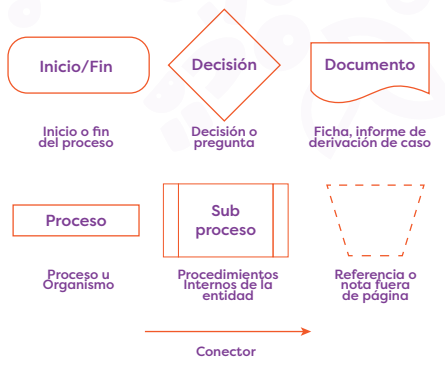 Inicio/Fin
Decisión
Documento
Inicio o fin
del proceso
Decisión o
pregunta
Ficha, informe de
derivación de caso
Proceso
Sub
proceso
Proceso u
Organismo
Procedimientos
Internos de la
entidad
Referencia o
nota fuera
de página
Conector